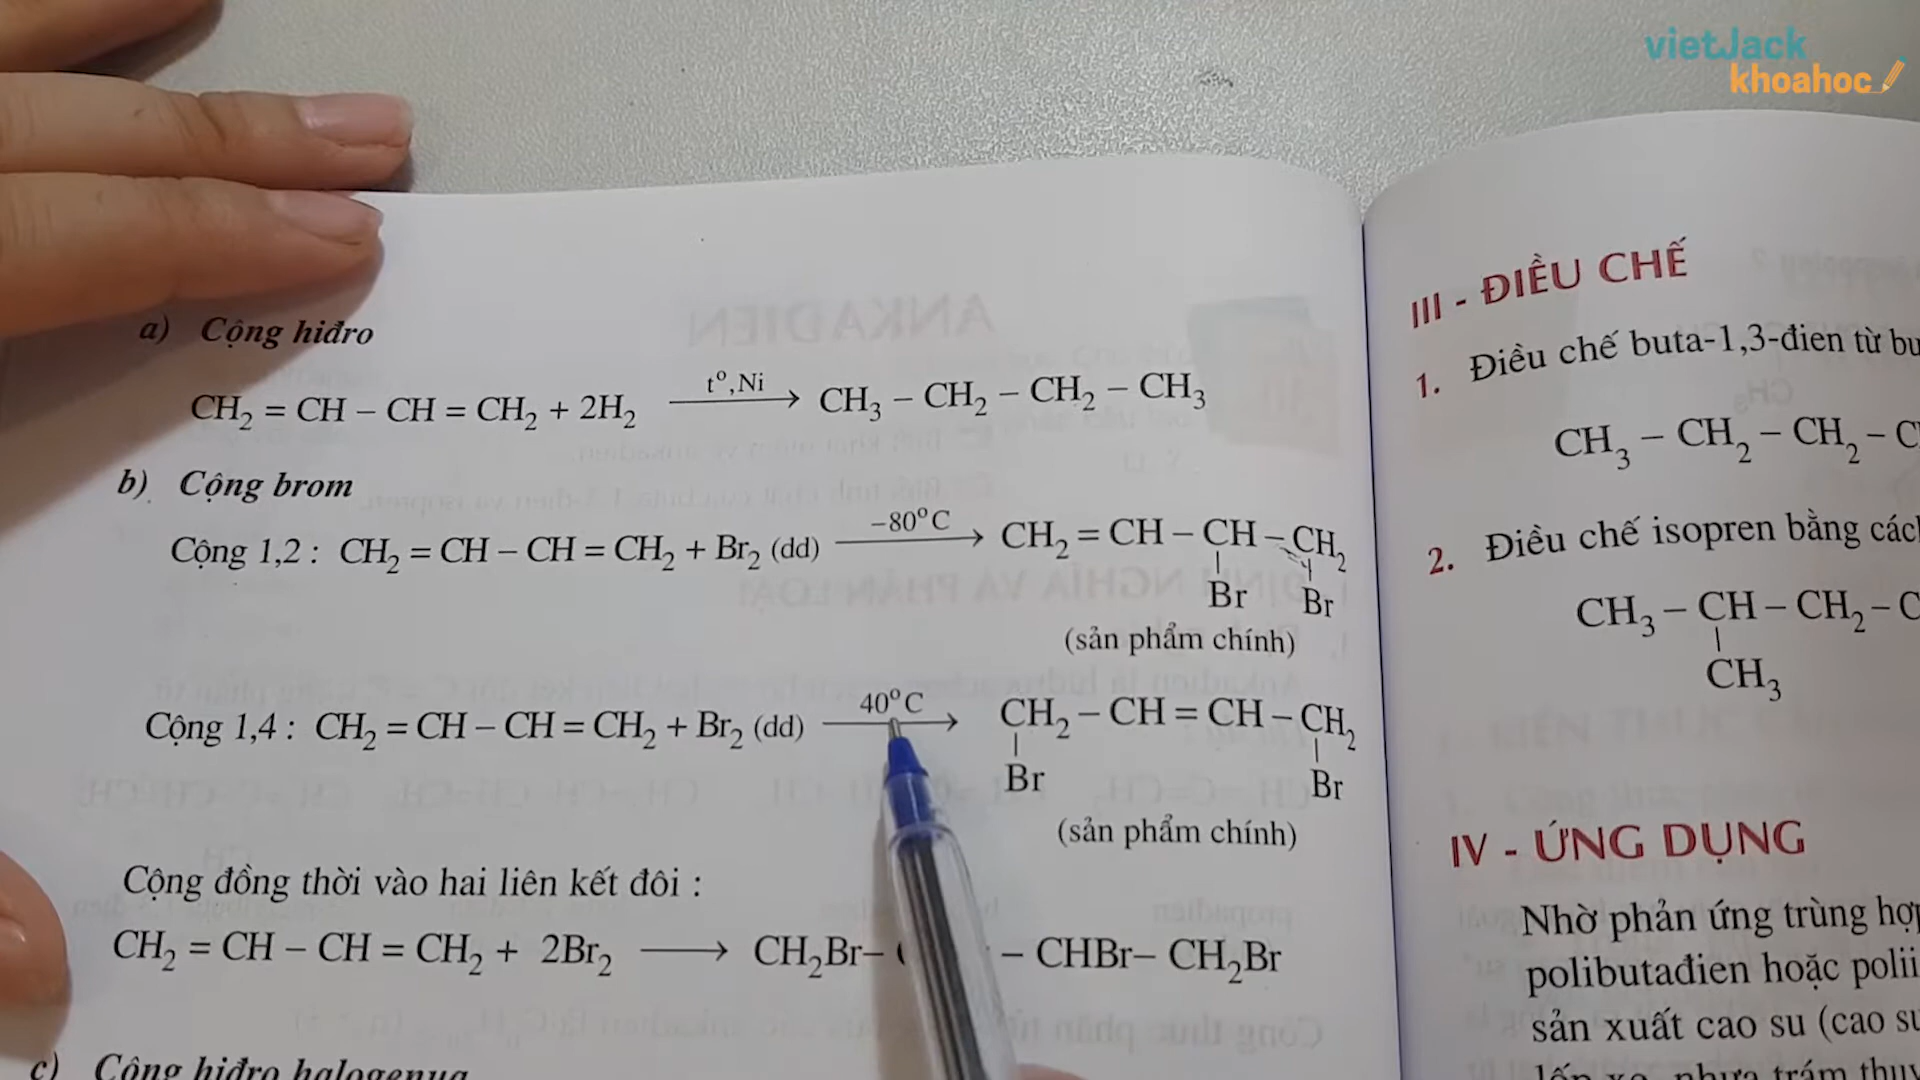 vietJack
khoahoc
a) Cộng hiđro
CH₂ = CH – CH = CH₂ + 2H₂ t°,Ni ⟶ CH₃ – CH₂ – CH₂ – CH₃
b) Cộng brom
Cộng 1,2 : CH₂ = CH – CH = CH₂ + Br₂ (dd) –80°C ⟶ CH₂ = CH – CH – CH₂
Br Br
(sản phẩm chính)
Cộng 1,4 : CH₂ = CH – CH = CH₂ + Br₂ (dd) 40°C ⟶ CH₂ – CH = CH – CH₂
Br Br
(sản phẩm chính)
Cộng đồng thời vào hai liên kết đôi :
CH₂ = CH – CH = CH₂ + 2Br₂ ⟶ CH₂Br– – CHBr– CH₂Br
c) Cộng hiđro halogenua
III - ĐIỀU CHẾ
1. Điều chế buta-1,3-đien từ
CH₃ – CH₂ – CH₂ –
2. Điều chế isopren bằng
CH₃ – CH – CH₂ –
CH₃
IV - ỨNG DỤNG
Nhờ phản ứng trùng
polibutađien hoặc
sản xuất cao su (cao
lốp xe, nhựa trám